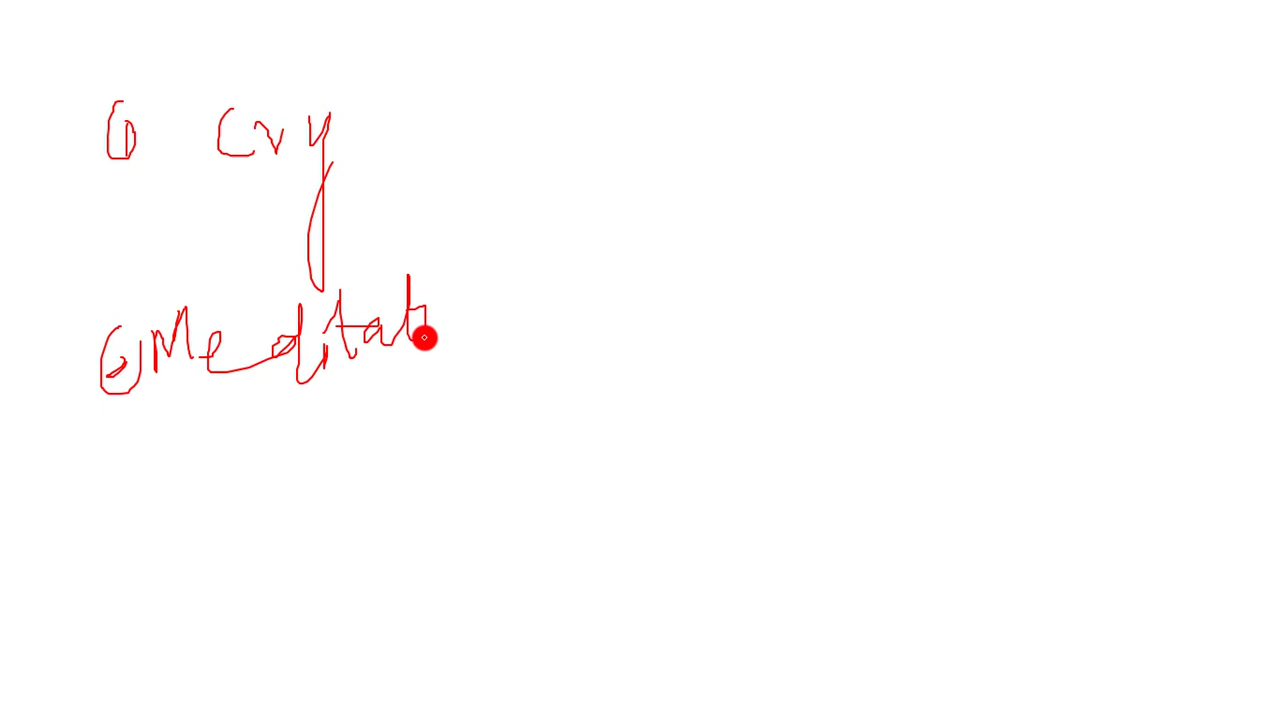 ① Cry
② Meditat